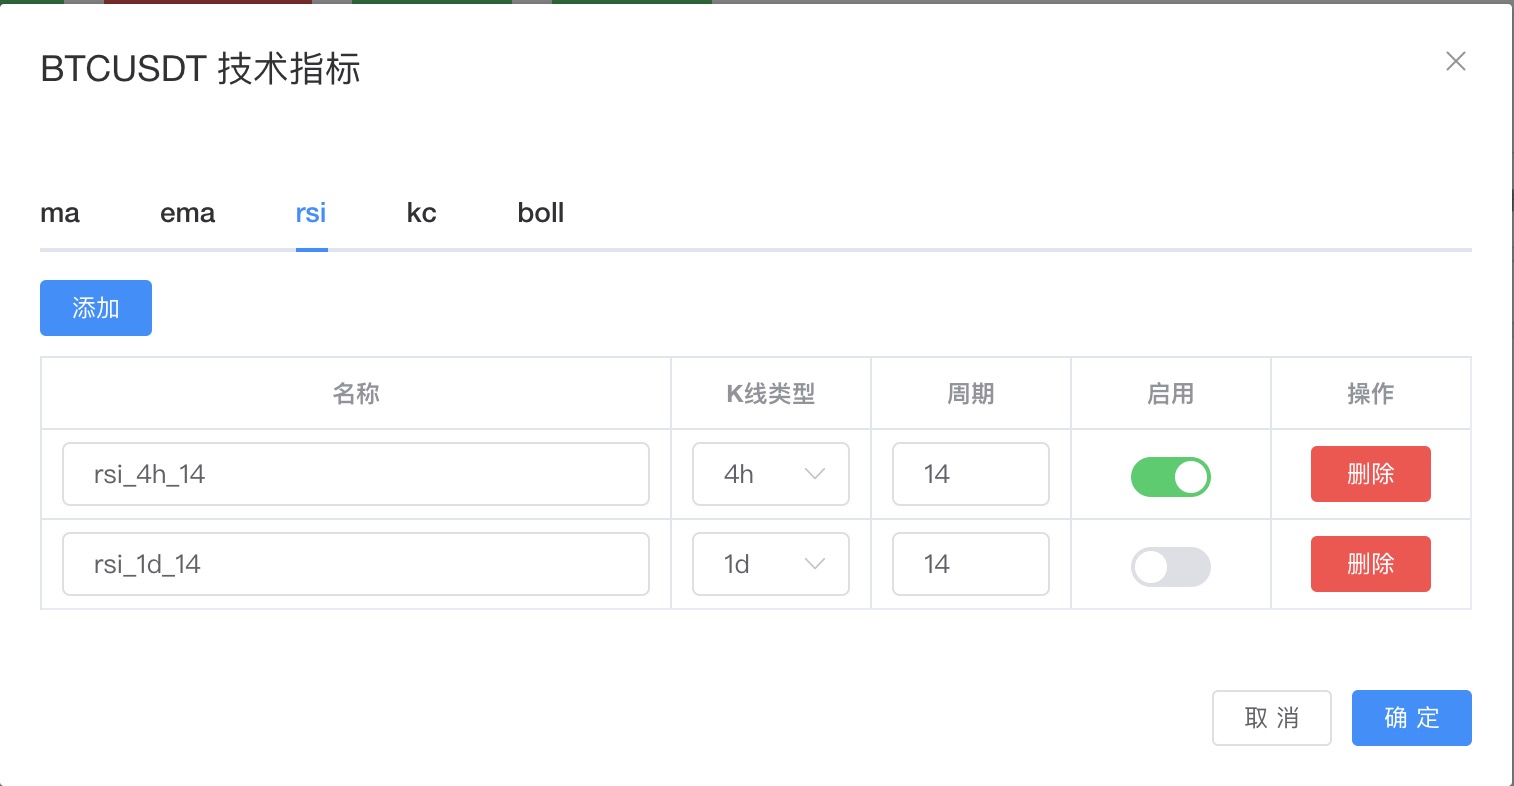 BTCUSDT 技术指标
ma ema rsi kc boll
添加
名称 K线类型 周期 启用 操作
rsi_4h_14 4h 14 删除
rsi_1d_14 1d 14 删除
取 消 确 定